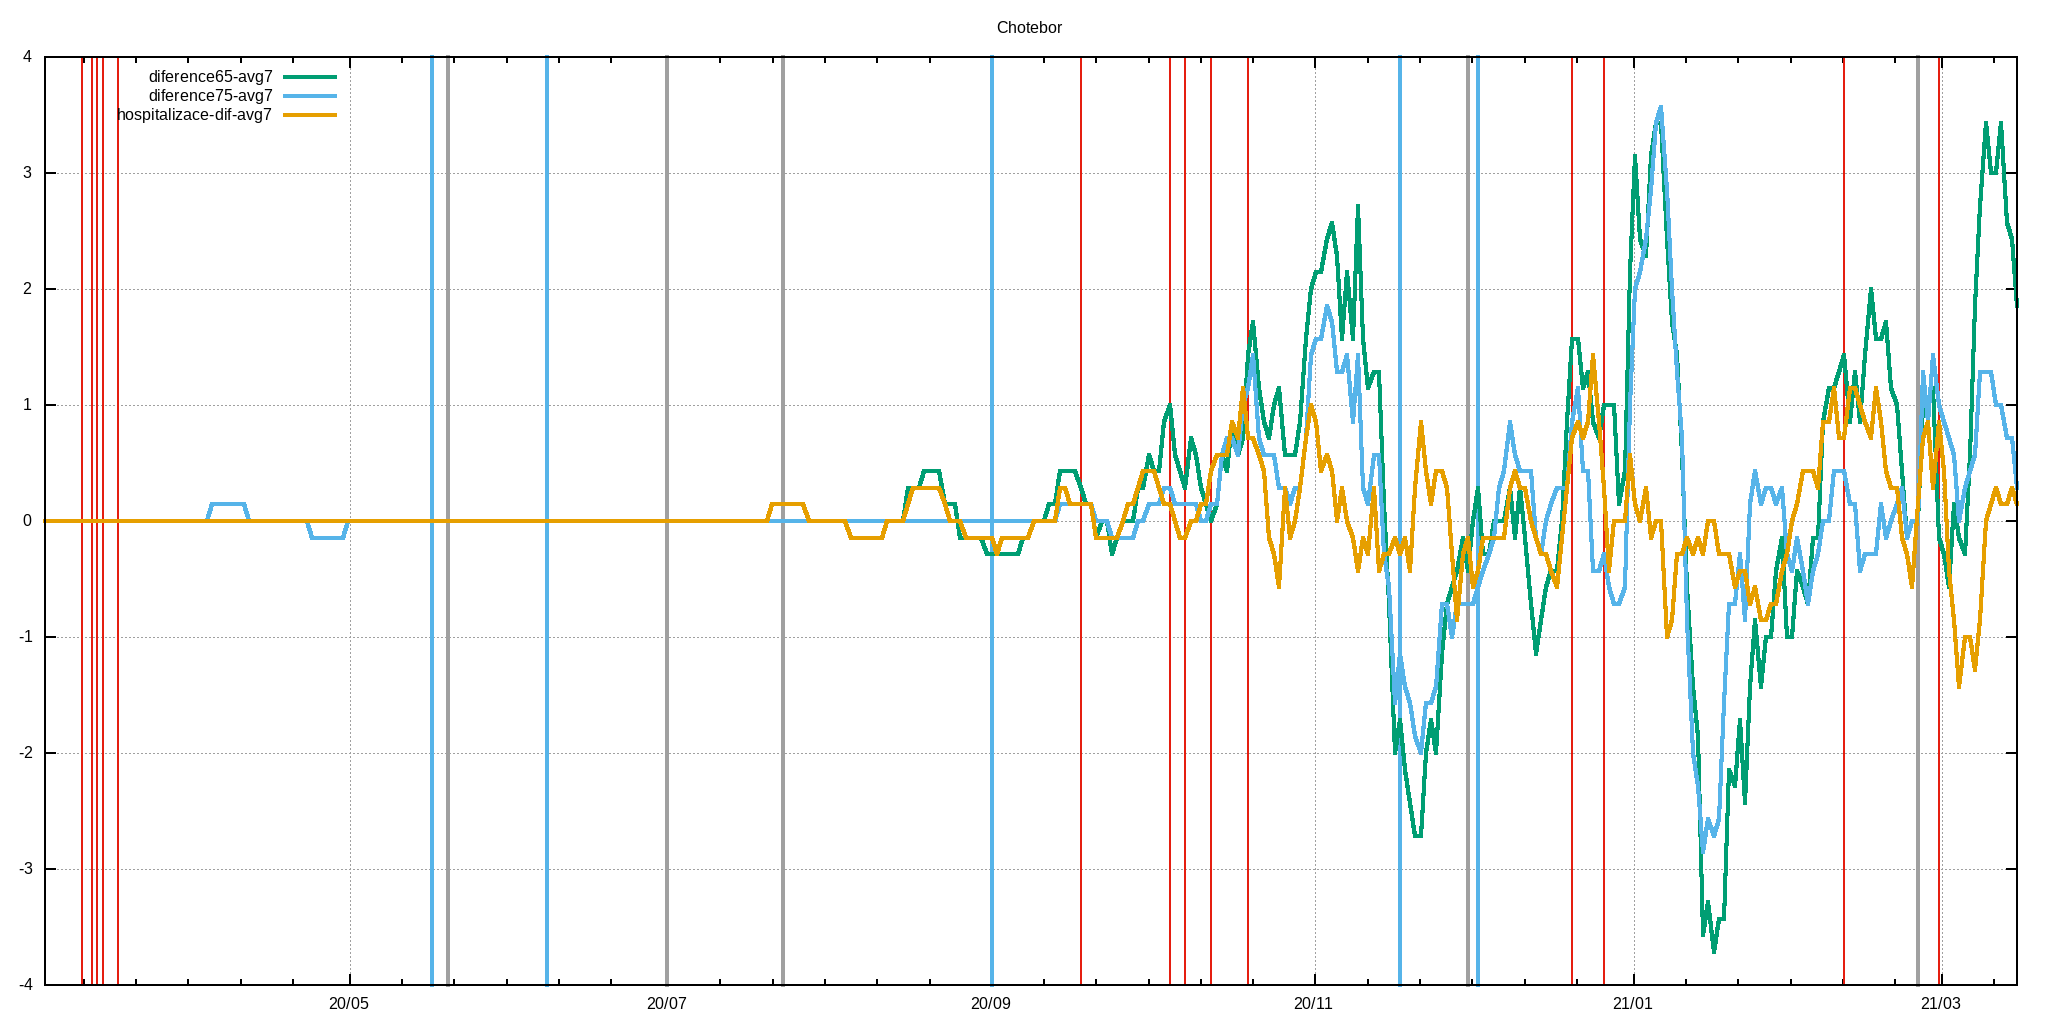 Chotebor
4
diference65-avg7
diference75-avg7
hospitalizace-dif-avg7
3
2
1
0
-1
-2
-3
-4
20/05 20/07 20/09 20/11 21/01 21/03